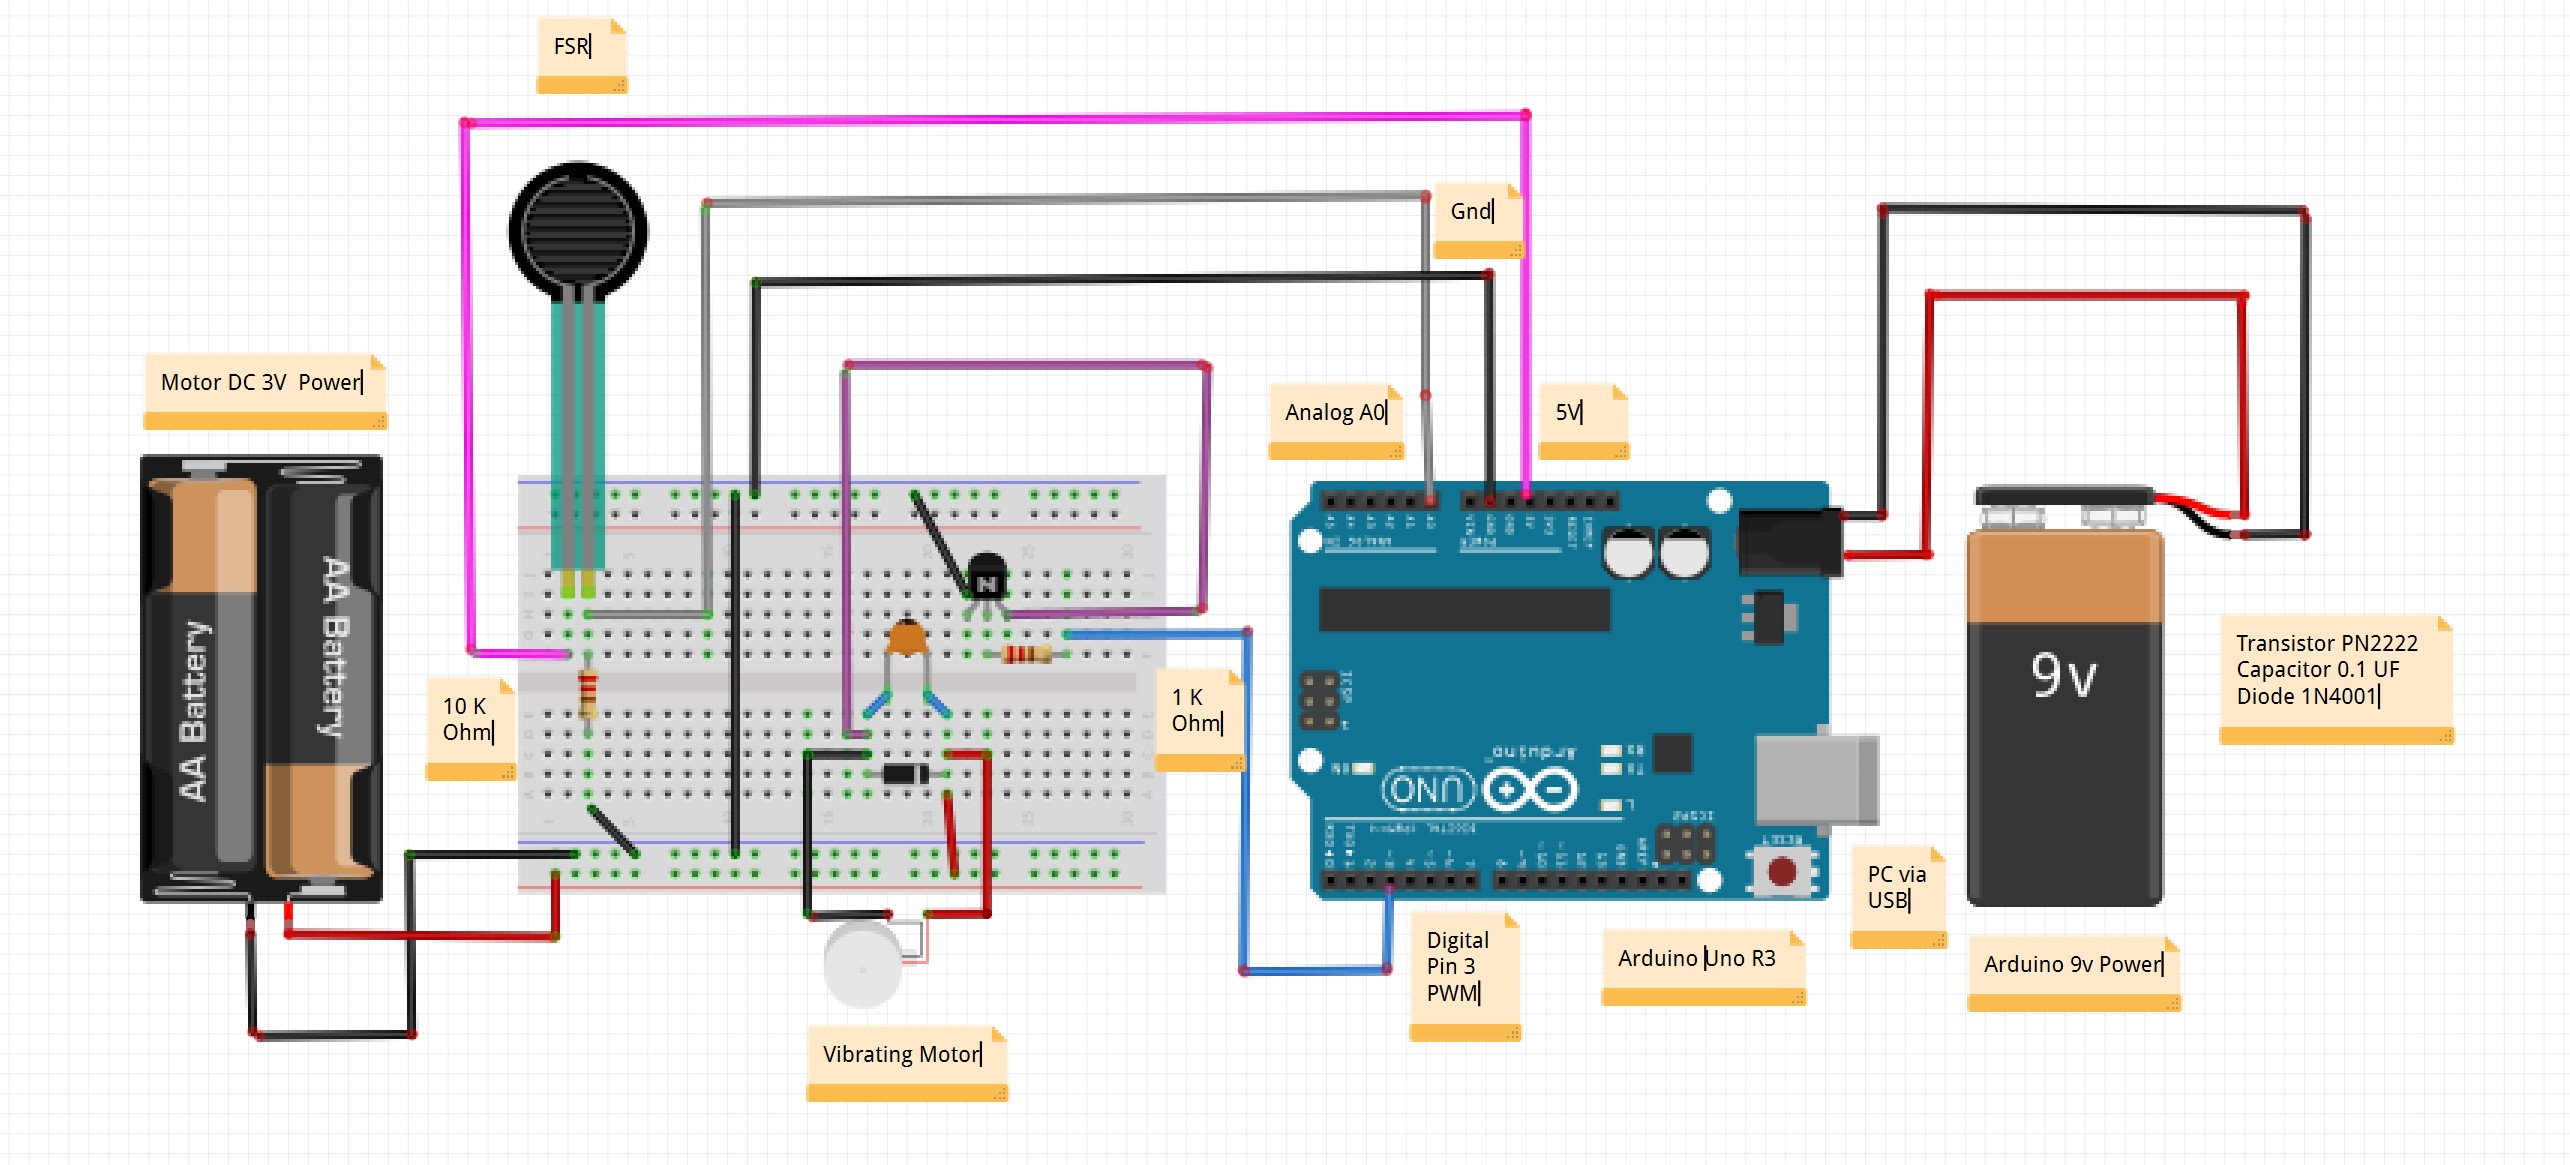 FSR
Gnd
Motor DC 3V  Power
Analog A0
5V
AA Battery
AA Battery
10 K
Ohm
1 K
Ohm
9v
Transistor PN2222
Capacitor 0.1 UF
Diode 1N4001
UNO
RESET
PC via
USB
Digital
Pin 3
PWM
Arduino Uno R3
Arduino 9v Power
Vibrating Motor